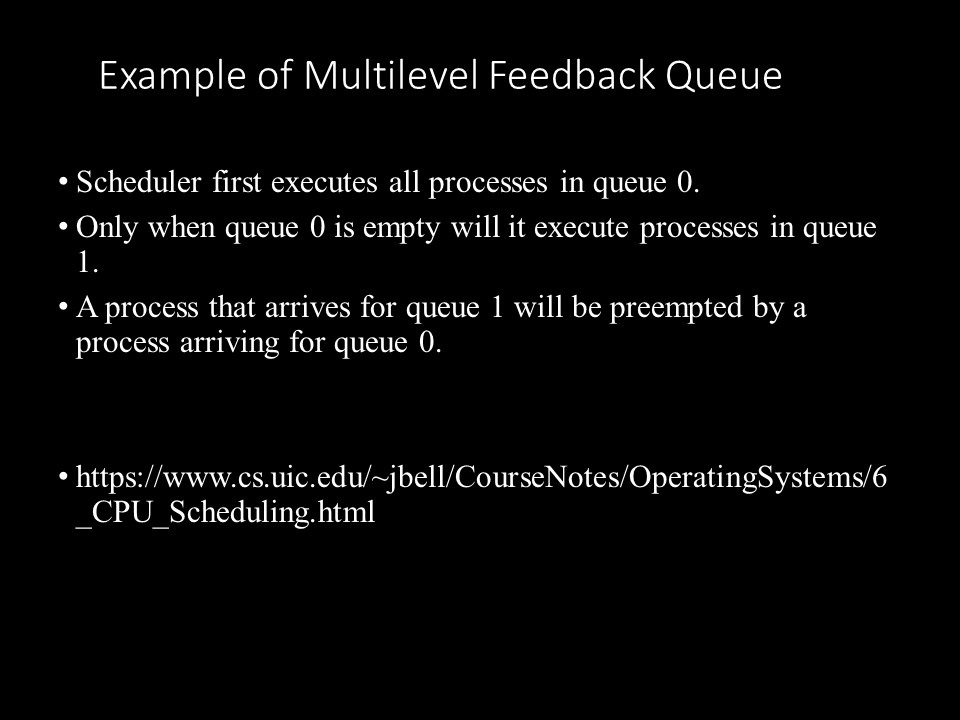 Example of Multilevel Feedback Queue
• Scheduler first executes all processes in queue 0.
• Only when queue 0 is empty will it execute processes in queue
1.
• A process that arrives for queue 1 will be preempted by a
process arriving for queue 0.
• https://www.cs.uic.edu/~jbell/CourseNotes/OperatingSystems/6
_CPU_Scheduling.html